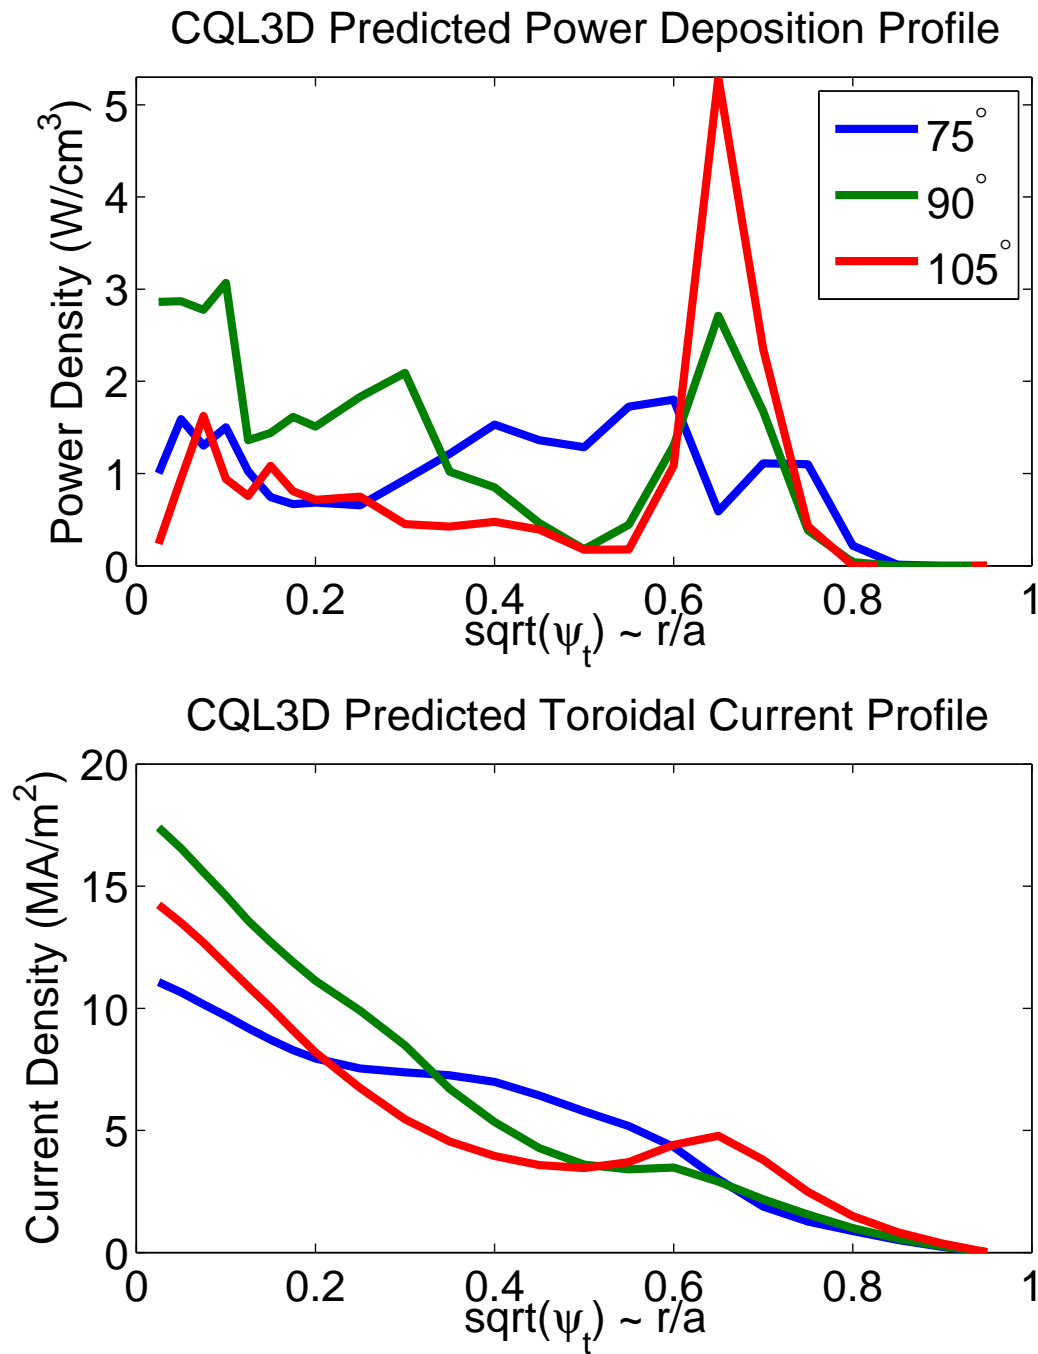 CQL3D Predicted Power Deposition Profile
Power Density (W/cm³)
5
4
3
2
1
0
75°
90°
105°
0 0.2 0.4 0.6 0.8 1
sqrt(ψₜ) ~ r/a
CQL3D Predicted Toroidal Current Profile
Current Density (MA/m²)
20
15
10
5
0
0 0.2 0.4 0.6 0.8 1
sqrt(ψₜ) ~ r/a